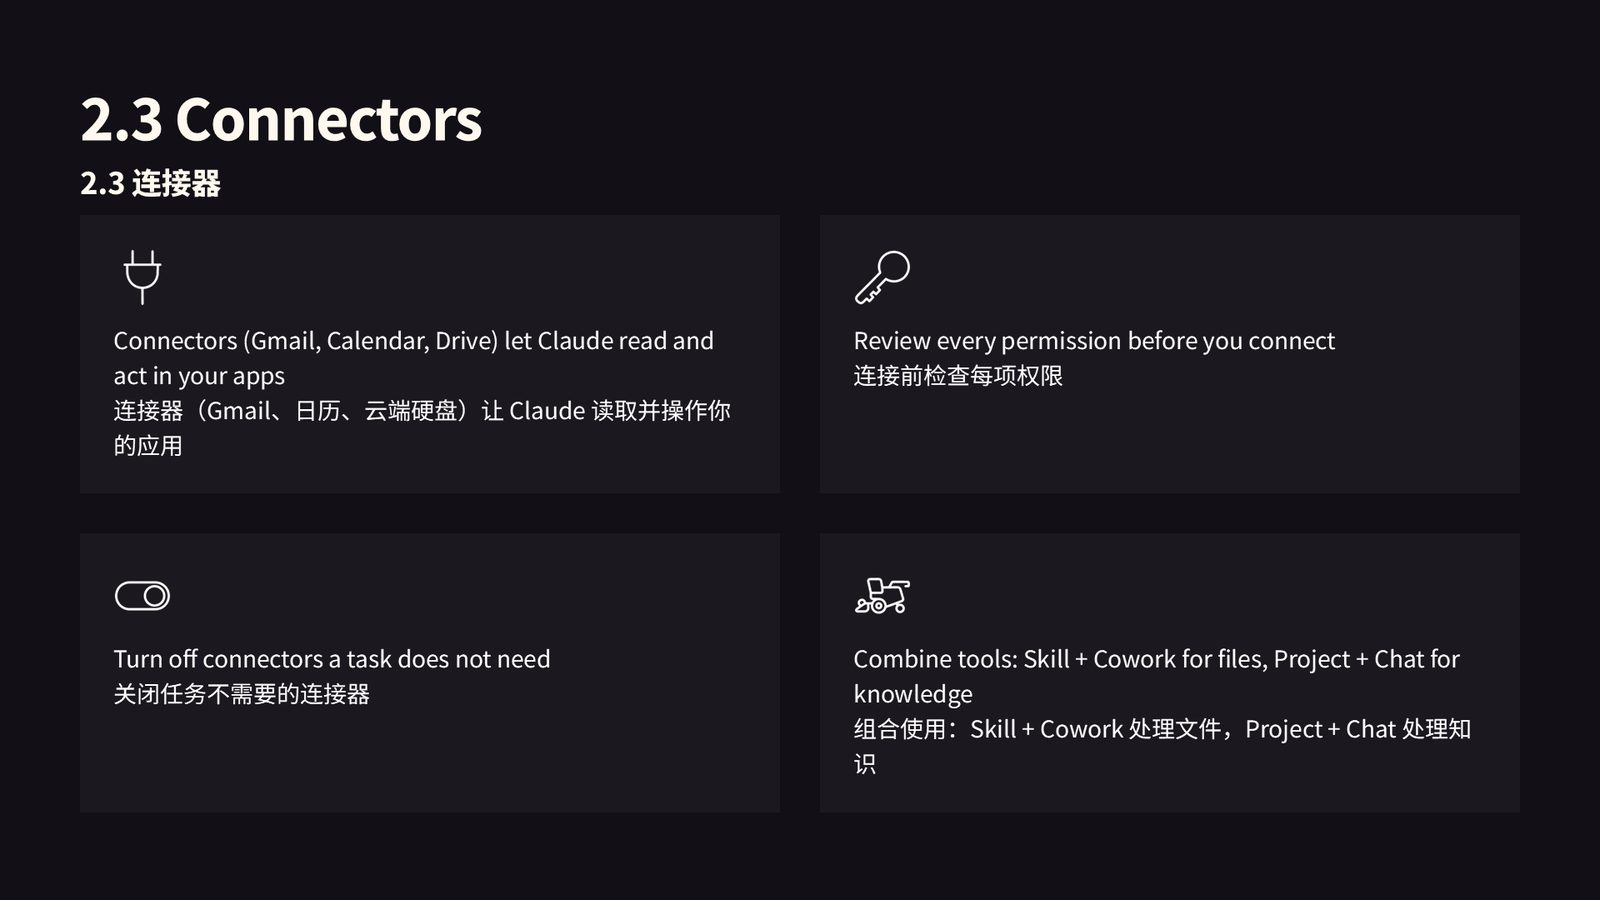 2.3 Connectors
2.3 连接器
Connectors (Gmail, Calendar, Drive) let Claude read and
act in your apps
连接器（Gmail、日历、云端硬盘）让 Claude 读取并操作你
的应用
Review every permission before you connect
连接前检查每项权限
Turn off connectors a task does not need
关闭任务不需要的连接器
Combine tools: Skill + Cowork for files, Project + Chat for
knowledge
组合使用：Skill + Cowork 处理文件，Project + Chat 处理知
识